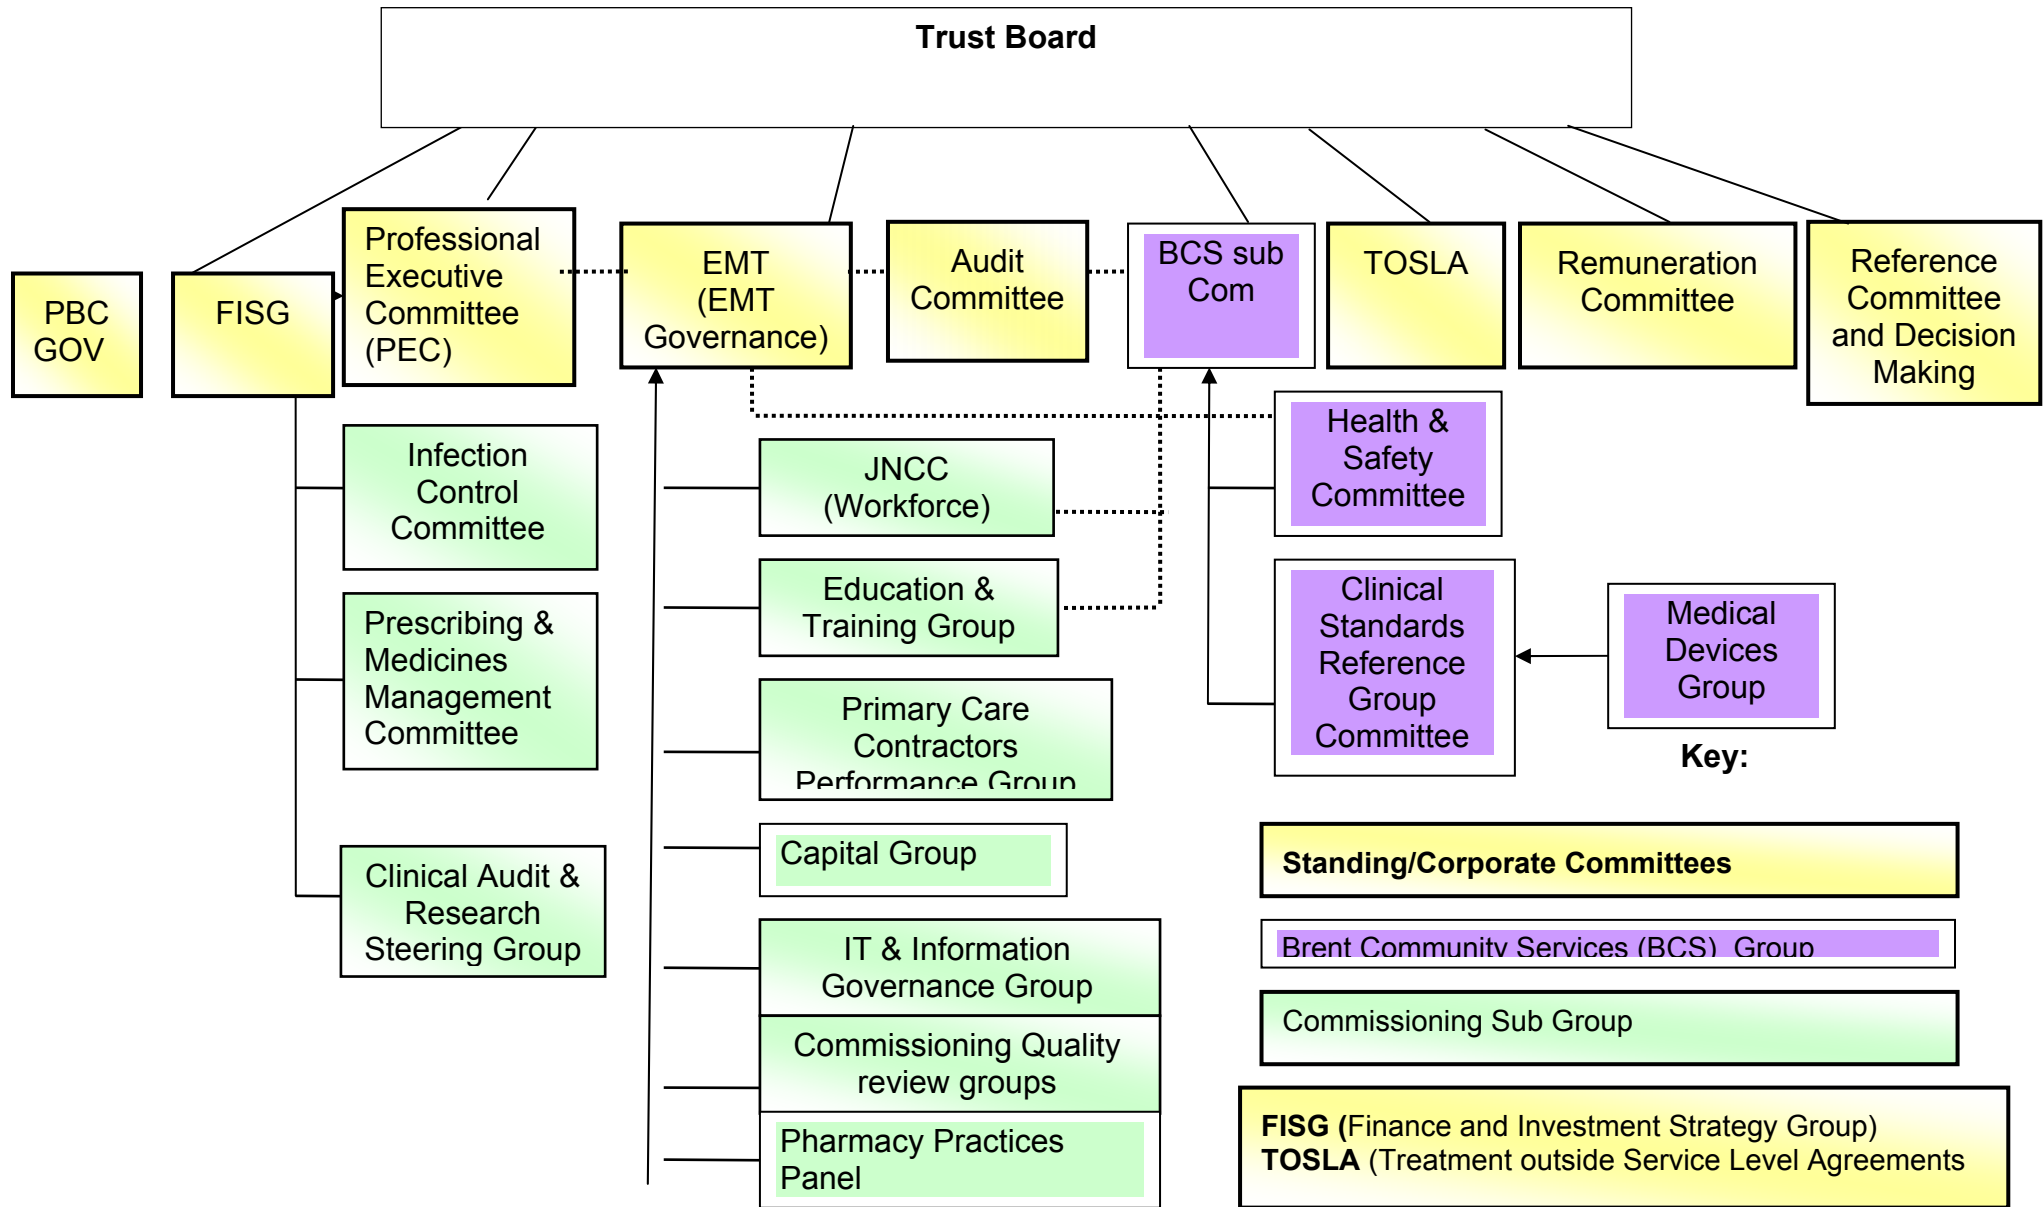 Trust Board
PBC
GOV
FISG
Professional
Executive
Committee
(PEC)
EMT
(EMT
Governance)
Audit
Committee
BCS sub
Com
TOSLA
Remuneration
Committee
Reference
Committee
and Decision
Making
Infection
Control
Committee
Prescribing &
Medicines
Management
Committee
Clinical Audit &
Research
Steering Group
JNCC
(Workforce)
Education &
Training Group
Primary Care
Contractors
Performance Group
Capital Group
IT & Information
Governance Group
Commissioning Quality
review groups
Pharmacy Practices
Panel
Health &
Safety
Committee
Clinical
Standards
Reference
Group
Committee
Medical
Devices
Group
Key:
Standing/Corporate Committees
Brent Community Services (BCS) Group
Commissioning Sub Group
FISG (Finance and Investment Strategy Group)
TOSLA (Treatment outside Service Level Agreements